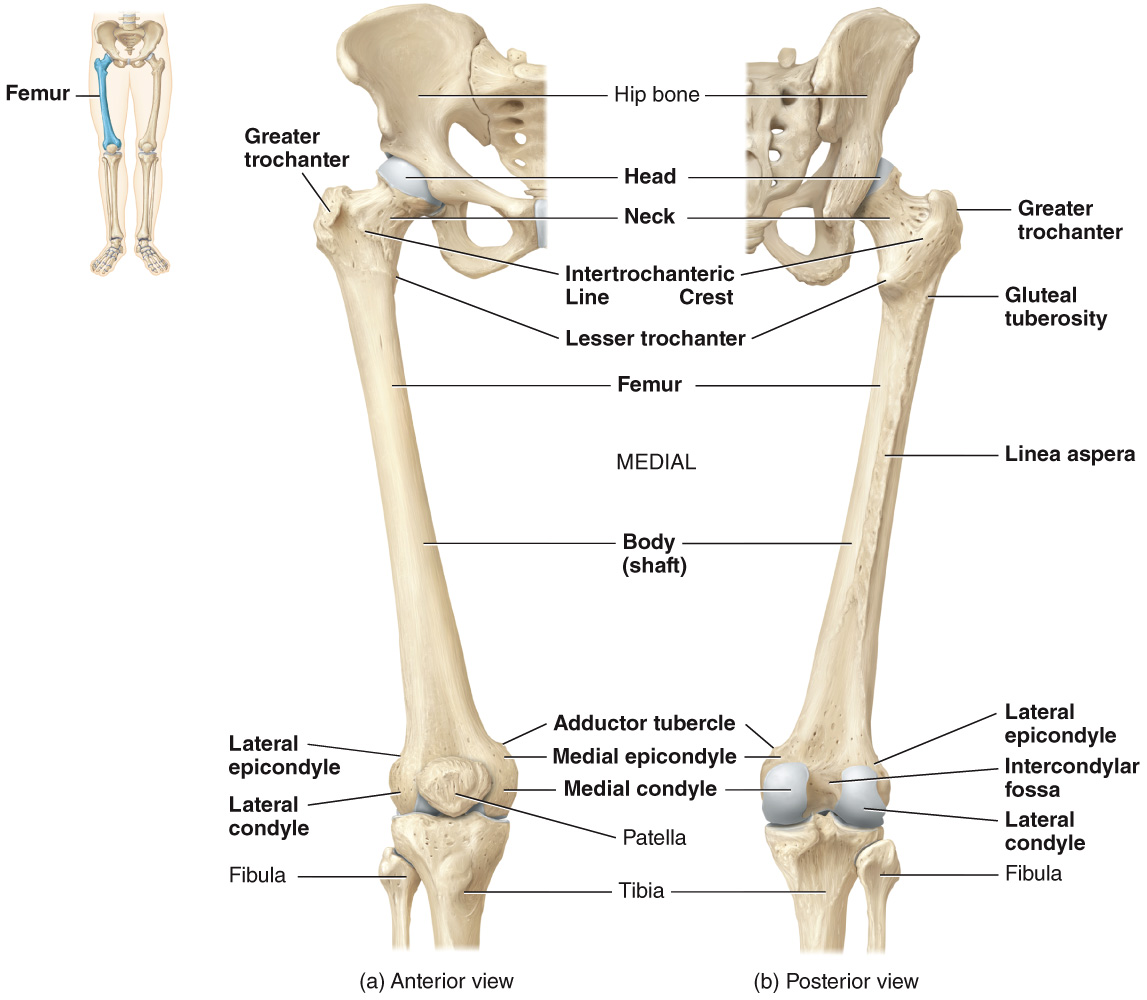 Femur
Hip bone
Greater
trochanter
Head
Neck
Greater
trochanter
Intertrochanteric
Line Crest
Gluteal
tuberosity
Lesser trochanter
Femur
Linea aspera
MEDIAL
Body
(shaft)
Adductor tubercle
Lateral
epicondyle
Medial epicondyle
Lateral
epicondyle
Medial condyle
Intercondylar
fossa
Lateral
condyle
Lateral
condyle
Patella
Fibula
Tibia
Fibula
(a) Anterior view
(b) Posterior view